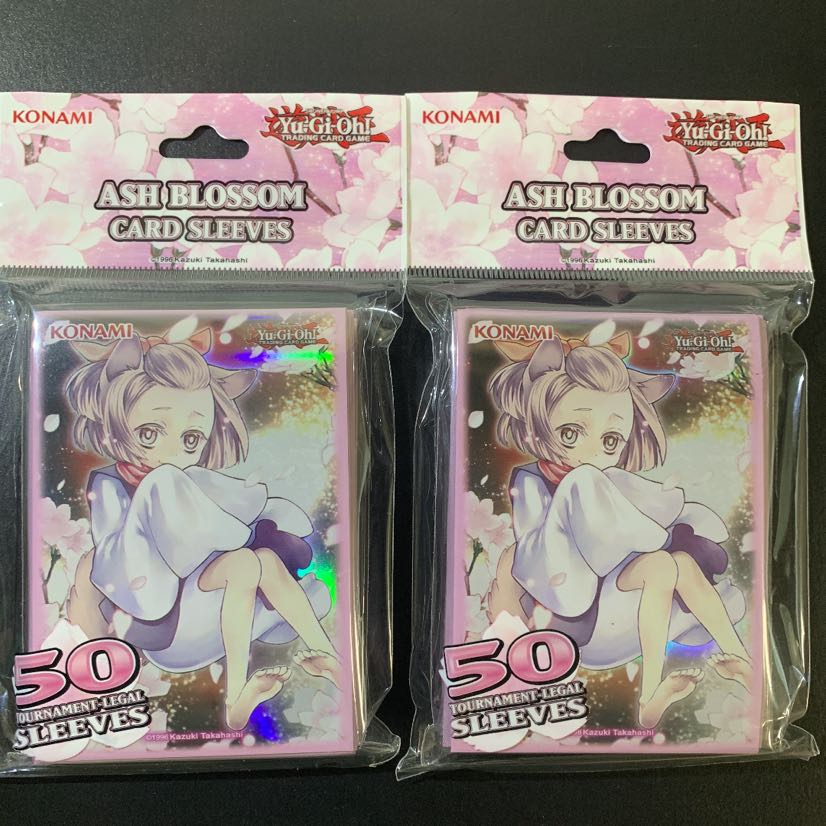 KONAMI
Yu-Gi-Oh!
TRADING CARD GAME
ASH BLOSSOM
CARD SLEEVES
©1996 Kazuki Takahashi
KONAMI
Yu-Gi-Oh!
TRADING CARD GAME
50
TOURNAMENT-LEGAL
SLEEVES
©1996 Kazuki Takahashi
KONAMI
Yu-Gi-Oh!
TRADING CARD GAME
ASH BLOSSOM
CARD SLEEVES
©1996 Kazuki Takahashi
KONAMI
Yu-Gi-Oh!
TRADING CARD GAME
50
TOURNAMENT-LEGAL
SLEEVES
Kazuki Takahashi